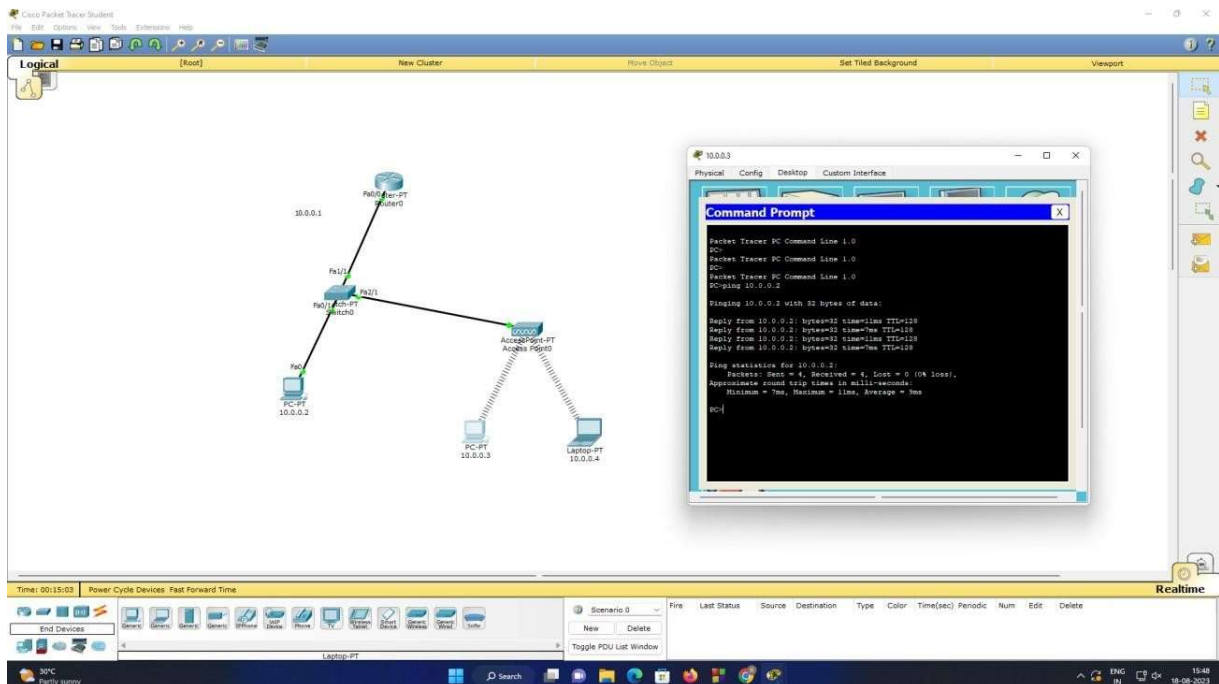 Cisco Packet Tracer Student
File Edit Options View Tools Extensions Help
Logical [Root] New Cluster Move Object Set Tiled Background Viewport
Fa0/0
Router0
10.0.0.1
Fa1/1
Fa2/1
Switch0
AccessPoint-PT
Access Point0
Fa0
PC-PT
10.0.0.2
PC-PT
10.0.0.3
Laptop-PT
10.0.0.4
10.0.0.3
Physical Config Desktop Custom Interface
Command Prompt X
Packet Tracer PC Command Line 1.0
PC>
Packet Tracer PC Command Line 1.0
PC>
Packet Tracer PC Command Line 1.0
PC>ping 10.0.0.2
Pinging 10.0.0.2 with 32 bytes of data:
Reply from 10.0.0.2: bytes=32 time=11ms TTL=128
Reply from 10.0.0.2: bytes=32 time=7ms TTL=128
Reply from 10.0.0.2: bytes=32 time=11ms TTL=128
Reply from 10.0.0.2: bytes=32 time=7ms TTL=128
Ping statistics for 10.0.0.2:
Packets: Sent = 4, Received = 4, Lost = 0 (0% loss),
Approximate round trip times in milli-seconds:
Minimum = 7ms, Maximum = 11ms, Average = 9ms
PC>
Time: 00:15:03 Power Cycle Devices Fast Forward Time Realtime
End Devices
Laptop-PT
Scenario 0
New Delete
Toggle PDU List Window
Fire Last Status Source Destination Type Color Time(sec) Periodic Num Edit Delete
30°C
Partly sunny
Search
ENG
IN
15:48
18-08-2023